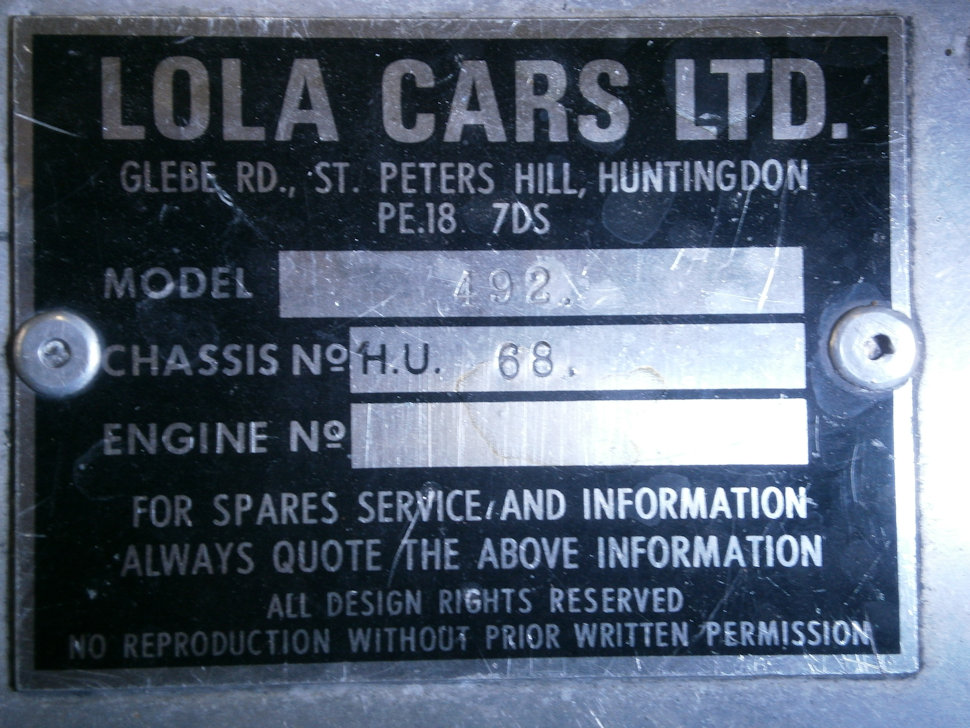 LOLA CARS LTD.
GLEBE RD., ST. PETERS HILL, HUNTINGDON
PE.18 7DS
MODEL 492.
CHASSIS Nº H.U. 68.
ENGINE Nº
FOR SPARES SERVICE AND INFORMATION
ALWAYS QUOTE THE ABOVE INFORMATION
ALL DESIGN RIGHTS RESERVED
NO REPRODUCTION WITHOUT PRIOR WRITTEN PERMISSION